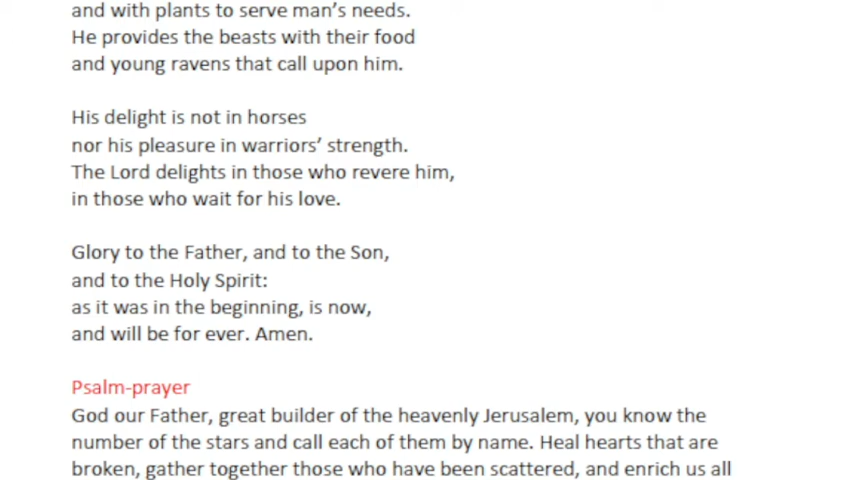 and with plants to serve man’s needs.
He provides the beasts with their food
and young ravens that call upon him.
His delight is not in horses
nor his pleasure in warriors’ strength.
The Lord delights in those who revere him,
in those who wait for his love.
Glory to the Father, and to the Son,
and to the Holy Spirit:
as it was in the beginning, is now,
and will be for ever. Amen.
Psalm-prayer
God our Father, great builder of the heavenly Jerusalem, you know the
number of the stars and call each of them by name. Heal hearts that are
broken, gather together those who have been scattered, and enrich us all